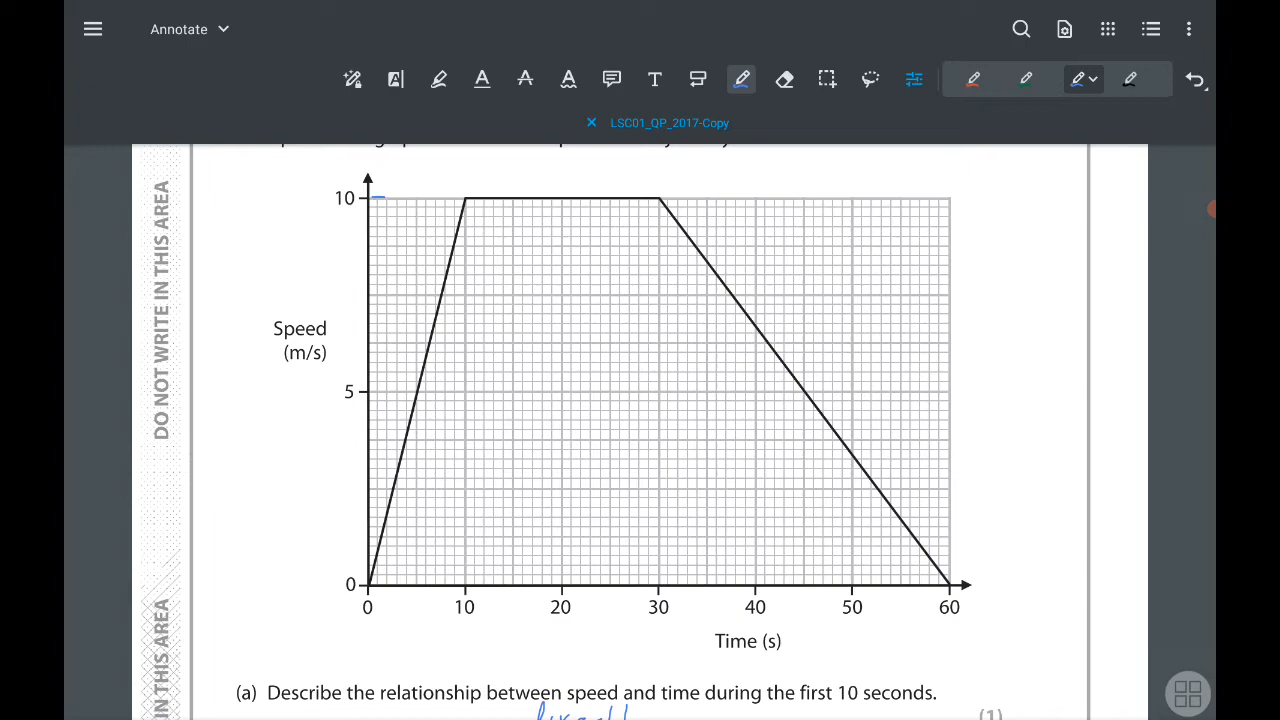 Annotate
LSC01_QP_2017-Copy
DO NOT WRITE IN THIS AREA
IN THIS AREA
10
Speed
(m/s)
5
0
0 10 20 30 40 50 60
Time (s)
(a) Describe the relationship between speed and time during the first 10 seconds.
(1)